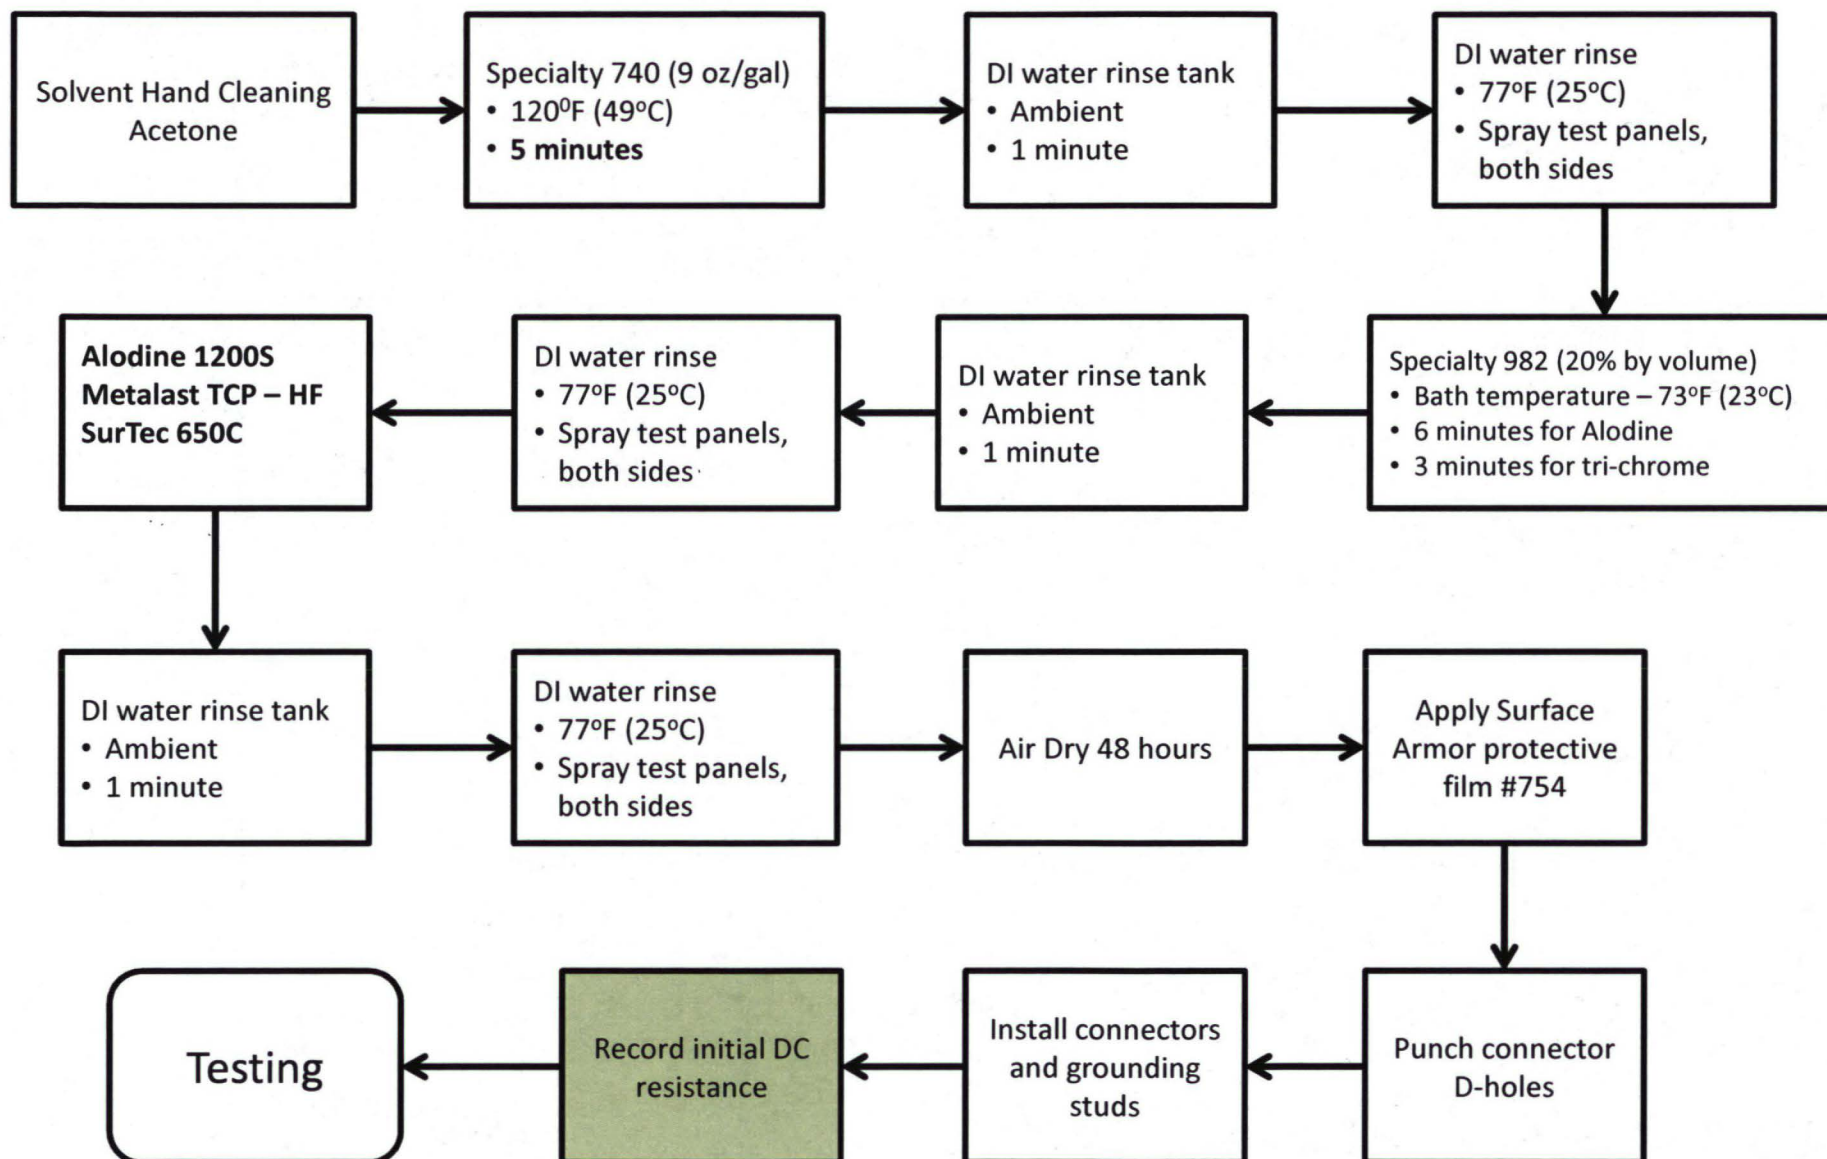 Solvent Hand Cleaning
Acetone
Specialty 740 (9 oz/gal)
• 120⁰F (49ºC)
• 5 minutes
DI water rinse tank
• Ambient
• 1 minute
DI water rinse
• 77ºF (25ºC)
• Spray test panels,
both sides
Specialty 982 (20% by volume)
• Bath temperature – 73ºF (23ºC)
• 6 minutes for Alodine
• 3 minutes for tri-chrome
DI water rinse tank
• Ambient
• 1 minute
DI water rinse
• 77ºF (25ºC)
• Spray test panels,
both sides
Alodine 1200S
Metalast TCP – HF
SurTec 650C
DI water rinse tank
• Ambient
• 1 minute
DI water rinse
• 77ºF (25ºC)
• Spray test panels,
both sides
Air Dry 48 hours
Apply Surface
Armor protective
film #754
Punch connector
D-holes
Install connectors
and grounding
studs
Record initial DC
resistance
Testing